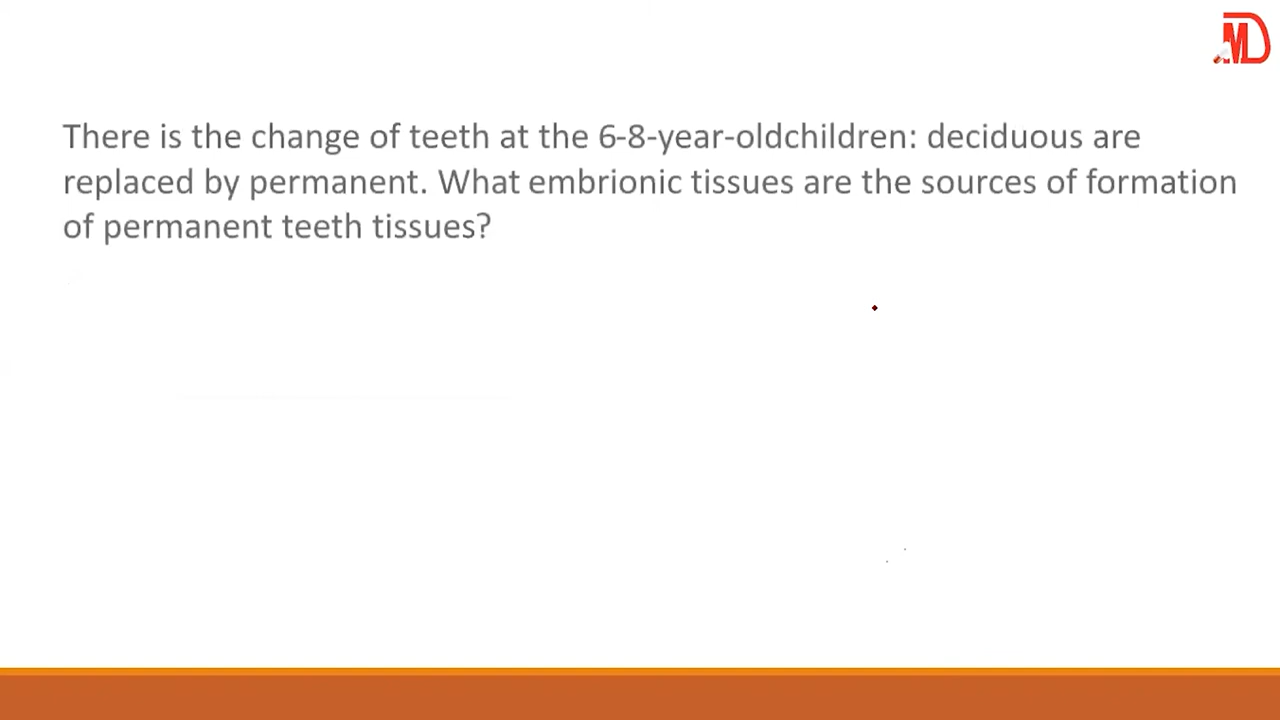 MD
There is the change of teeth at the 6-8-year-oldchildren: deciduous are
replaced by permanent. What embrionic tissues are the sources of formation
of permanent teeth tissues?